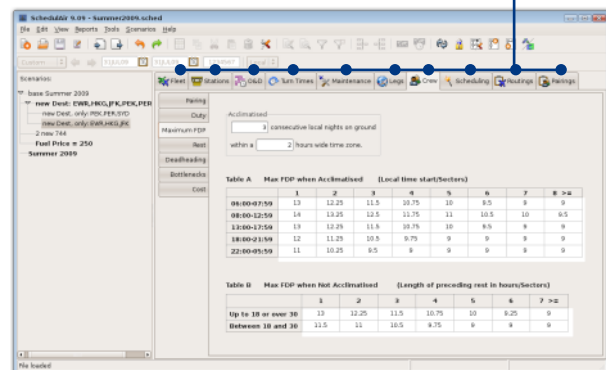 SchedulAir 9.09 - Summer2009.sched
File Edit View Reports Tools Scenarios Help
Custom 01JUL09 31JUL09 1234567 Local
Scenarios:
Fleet Stations O&D Turn Times Maintenance Legs Crew Scheduling Routings Pairings
base Summer 2009
new Dest: EWR,HKG,JFK,PEK,PER
new Dest. only: PEK,PER,SYD
new Dest. only: EWR,HKG,JFK
2 new 744
Fuel Price = 250
Summer 2009
Pairing
Duty
Maximum FDP
Rest
Deadheading
Bottlenecks
Cost
Acclimatised
3 consecutive local nights on ground
within a 2 hours wide time zone.
Table A Max FDP when Acclimatised (Local time start/Sectors)
1 2 3 4 5 6 7 8 >=
06:00-07:59 13 12.25 11.5 10.75 10 9.5 9 9
08:00-12:59 14 13.25 12.5 11.75 11 10.5 10 9.5
13:00-17:59 13 12.25 11.5 10.75 10 9.5 9 9
18:00-21:59 12 11.25 10.5 9.75 9 9 9 9
22:00-05:59 11 10.25 9.5 9 9 9 9 9
Table B Max FDP when Not Acclimatised (Length of preceding rest in hours/Sectors)
1 2 3 4 5 6 7 >=
Up to 18 or over 30 13 12.25 11.5 10.75 10 9.25 9
Between 18 and 30 11.5 11 10.5 9.75 9 9 9
File loaded